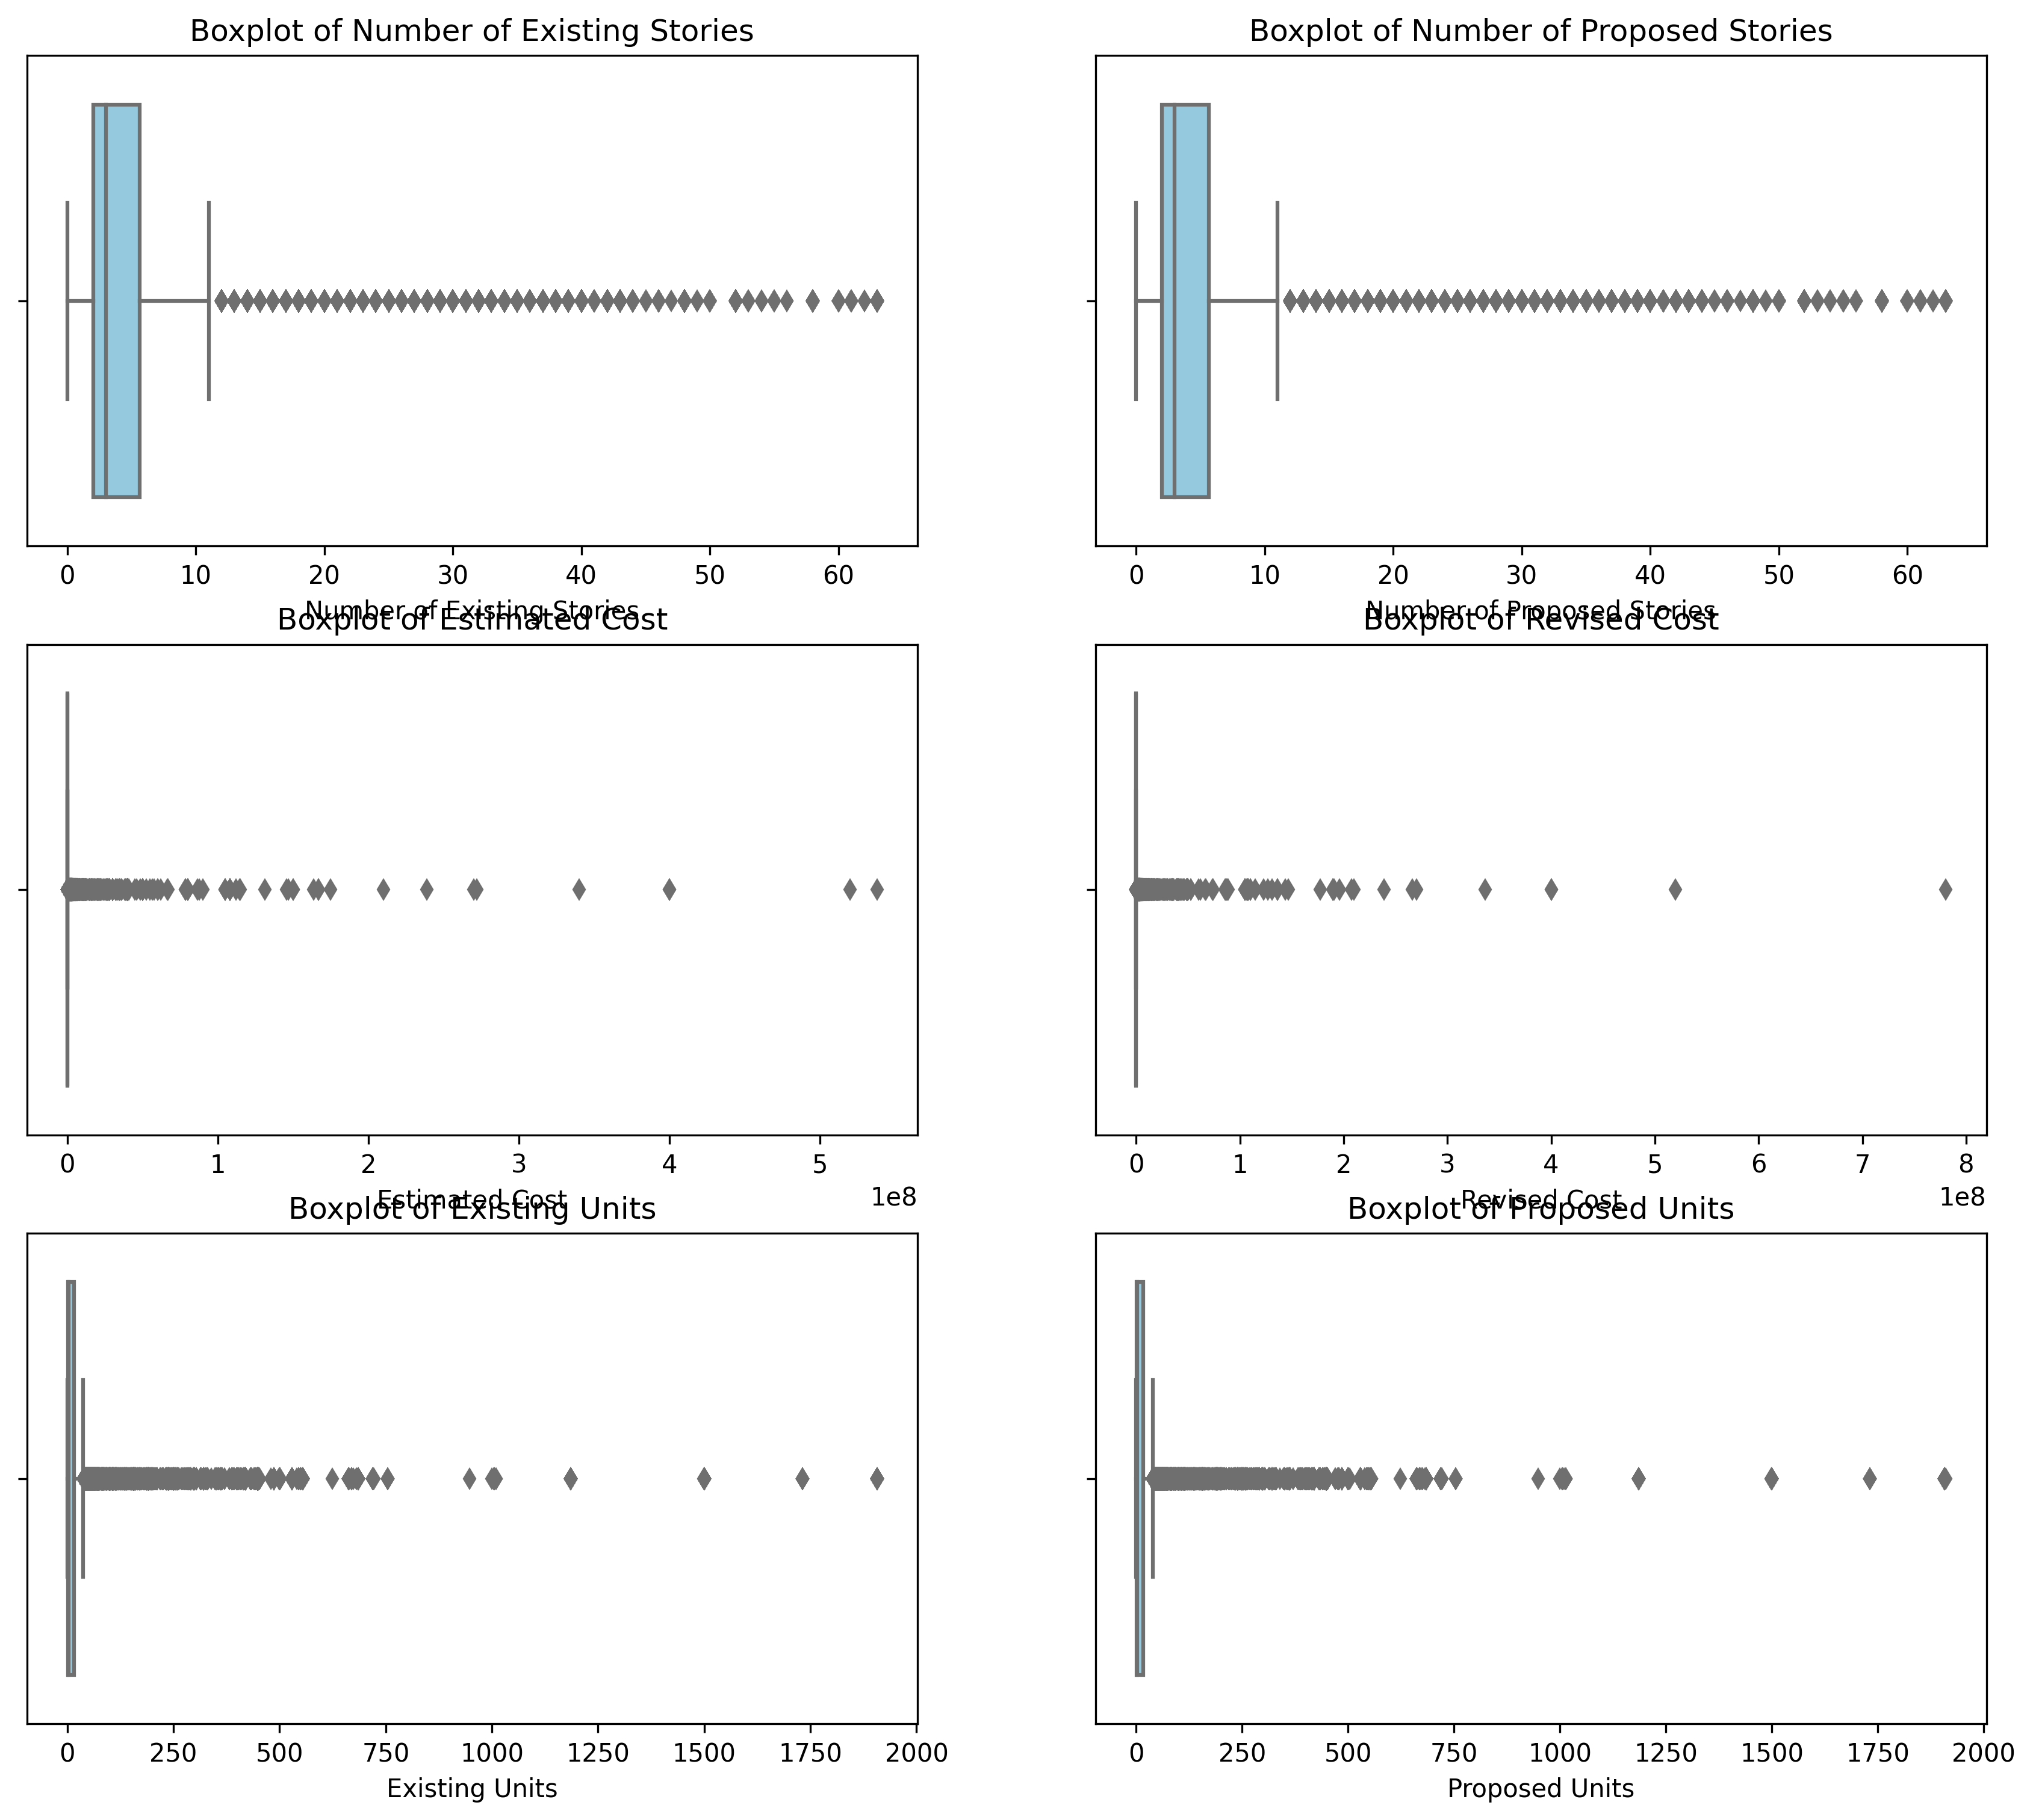 Boxplot of Number of Existing Stories
0 10 20 30 40 50 60
Number of Existing Stories
Boxplot of Number of Proposed Stories
0 10 20 30 40 50 60
Number of Proposed Stories
Boxplot of Estimated Cost
0 1 2 3 4 5
1e8
Estimated Cost
Boxplot of Revised Cost
0 1 2 3 4 5 6 7 8
1e8
Revised Cost
Boxplot of Existing Units
0 250 500 750 1000 1250 1500 1750 2000
Existing Units
Boxplot of Proposed Units
0 250 500 750 1000 1250 1500 1750 2000
Proposed Units